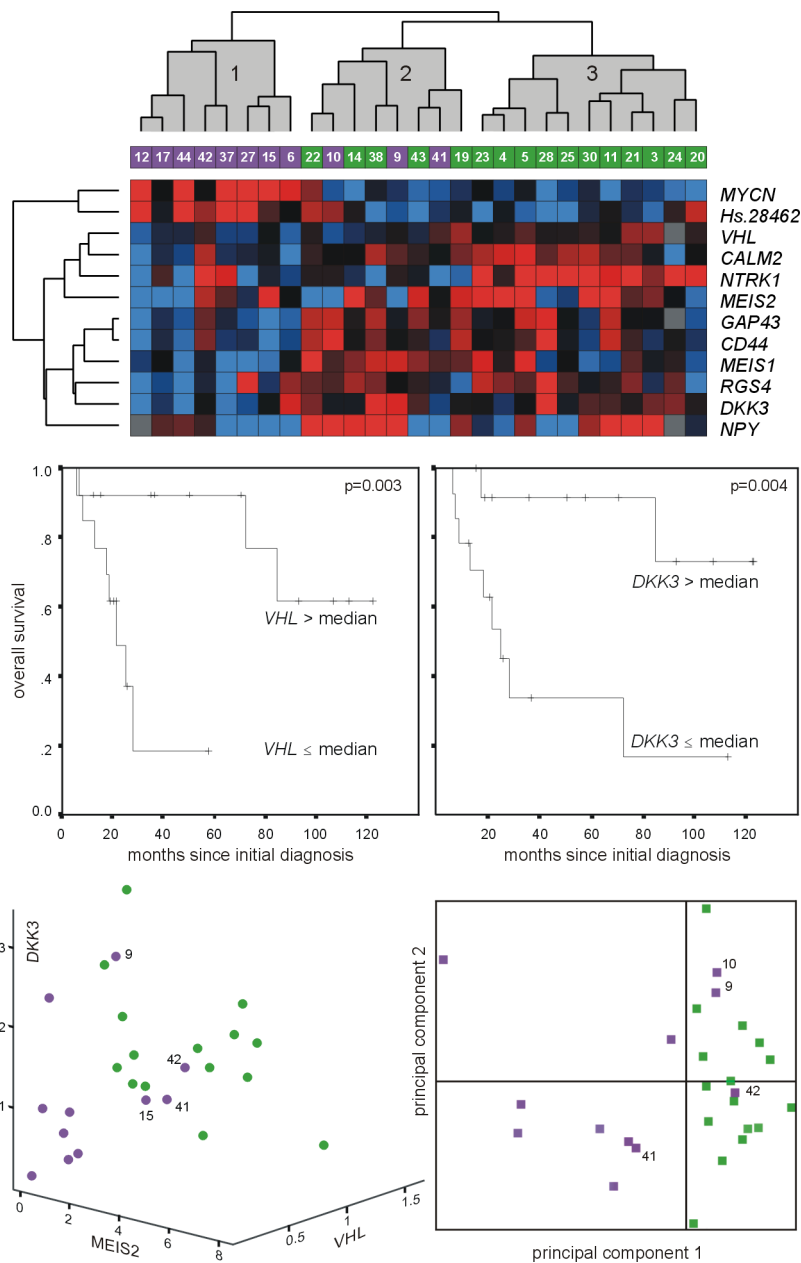 1 2 3
12 17 44 42 37 27 15 6 22 10 14 38 9 43 41 19 23 4 5 28 25 30 11 21 3 24 20
MYCN
Hs.28462
VHL
CALM2
NTRK1
MEIS2
GAP43
CD44
MEIS1
RGS4
DKK3
NPY
overall survival
1.0
.8
.6
.4
.2
0.0
p=0.003
VHL > median
VHL ≤ median
0 20 40 60 80 100 120
months since initial diagnosis
p=0.004
DKK3 > median
DKK3 ≤ median
20 40 60 80 100 120
months since initial diagnosis
DKK3
3
2
1
9
42
15
41
0 2 4 6 8
MEIS2
0.5 1 1.5
VHL
principal component 2
10
9
42
41
principal component 1